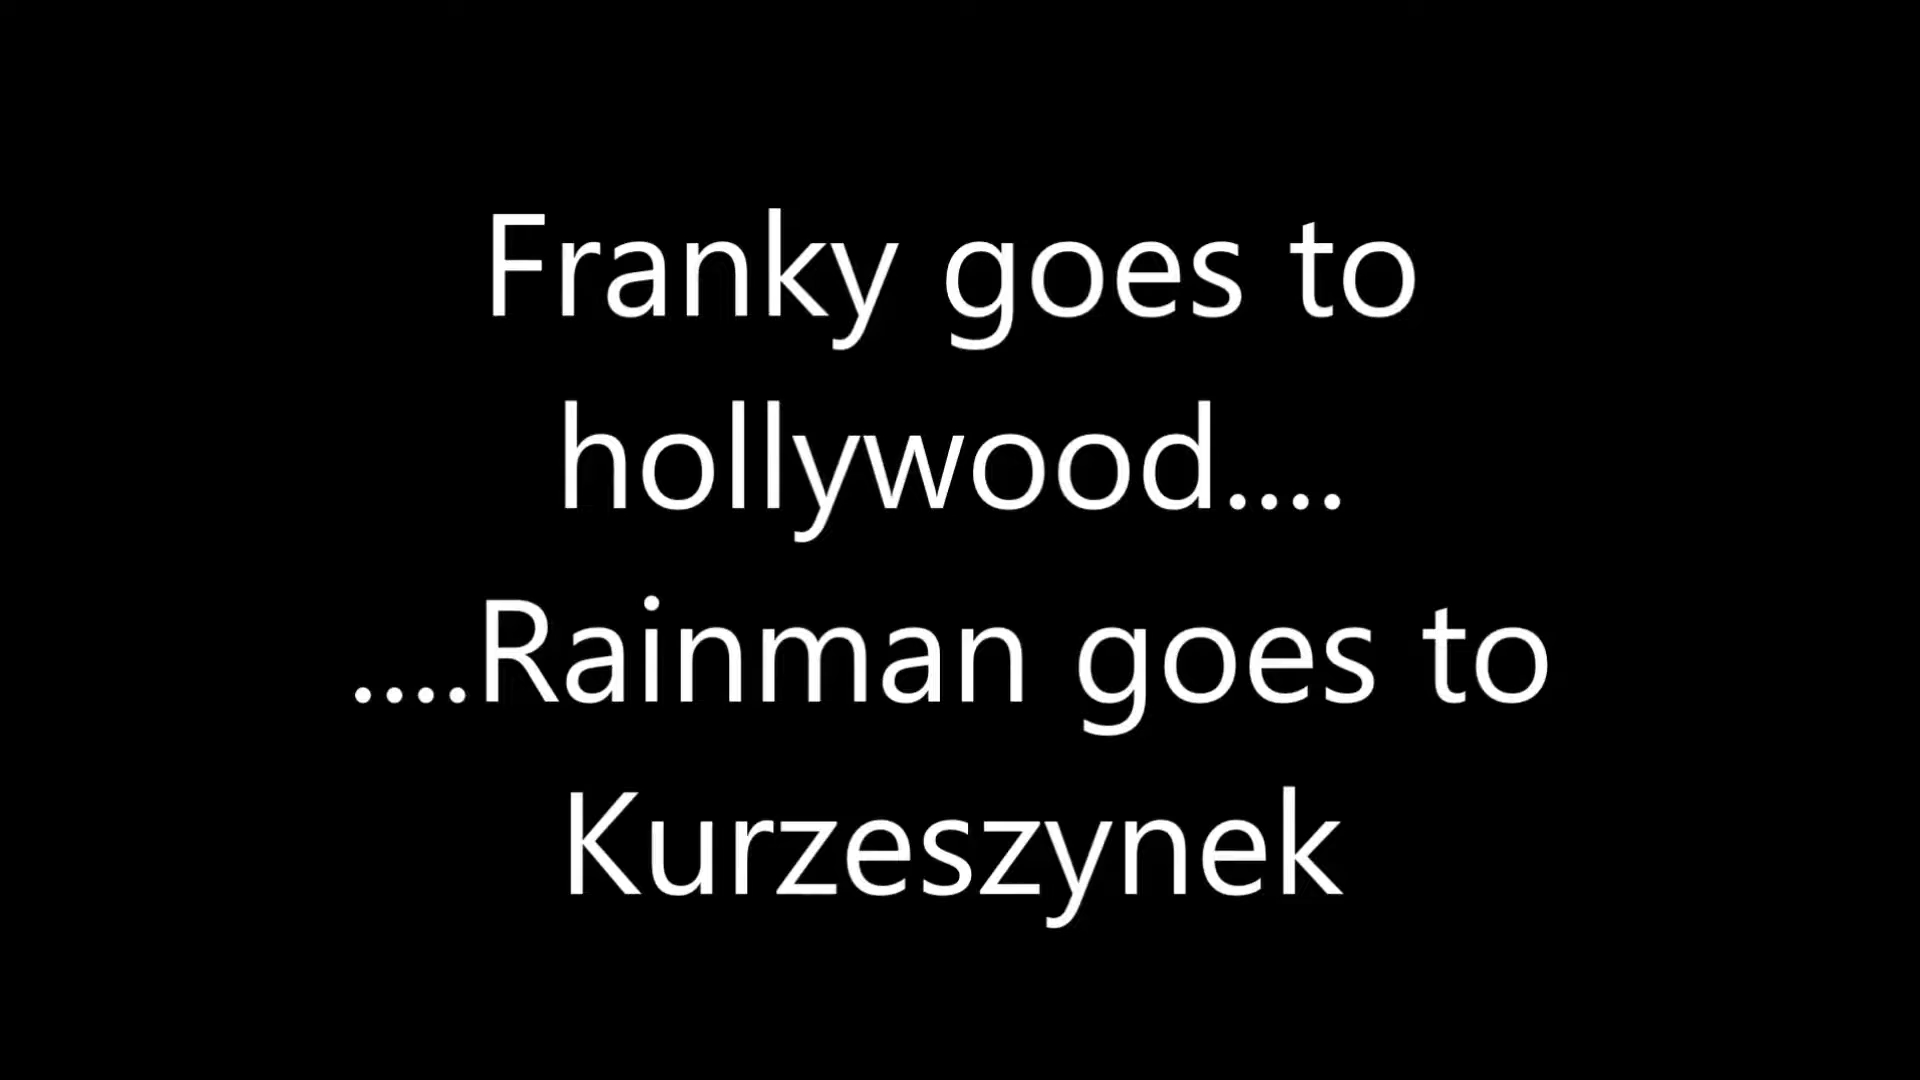 Franky goes to
hollywood....
....Rainman goes to
Kurzeszynek